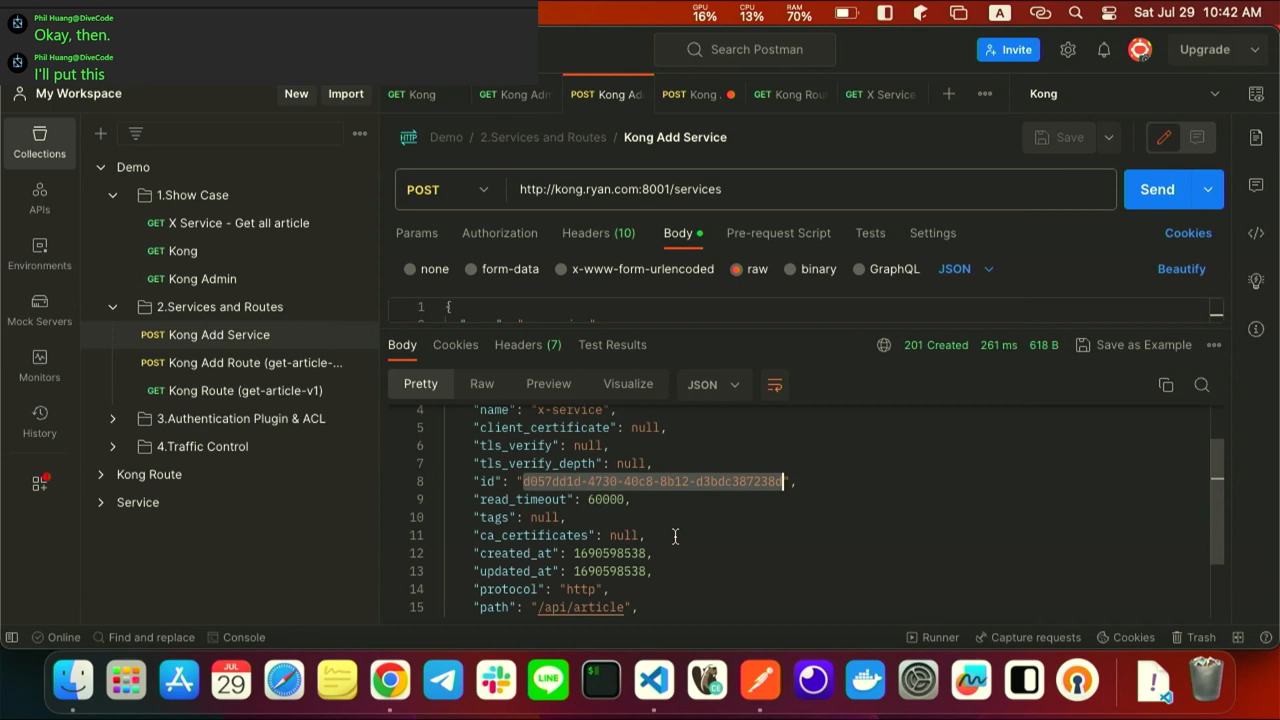 Phil Huang@DiveCode
Okay, then.
Phil Huang@DiveCode
I'll put this
GPU 16% CPU 13% RAM 70% A Sat Jul 29 10:42 AM
Search Postman Invite Upgrade
My Workspace New Import GET Kong GET Kong Adm POST Kong Ad POST Kong . GET Kong Rou X Service Kong
Collections
APIs
Environments
Mock Servers
Monitors
History
Demo
1.Show Case
GET X Service - Get all article
GET Kong
GET Kong Admin
2.Services and Routes
POST Kong Add Service
POST Kong Add Route (get-article-...
GET Kong Route (get-article-v1)
3.Authentication Plugin & ACL
4.Traffic Control
Kong Route
Service
HTTP Demo / 2.Services and Routes / Kong Add Service Save
POST http://kong.ryan.com:8001/services Send
Params Authorization Headers (10) Body Pre-request Script Tests Settings Cookies
none form-data x-www-form-urlencoded raw binary GraphQL JSON Beautify
1 {
Body Cookies Headers (7) Test Results 201 Created 261 ms 618 B Save as Example
Pretty Raw Preview Visualize JSON
4 "name": "x-service",
5 "client_certificate": null,
6 "tls_verify": null,
7 "tls_verify_depth": null,
8 "id": "d057dd1d-4730-40c8-8b12-d3bdc387238d",
9 "read_timeout": 60000,
10 "tags": null,
11 "ca_certificates": null,
12 "created_at": 1690598538,
13 "updated_at": 1690598538,
14 "protocol": "http",
15 "path": "/api/article",
Online Find and replace Console Runner Capture requests Cookies Trash
JUL 29 LINE